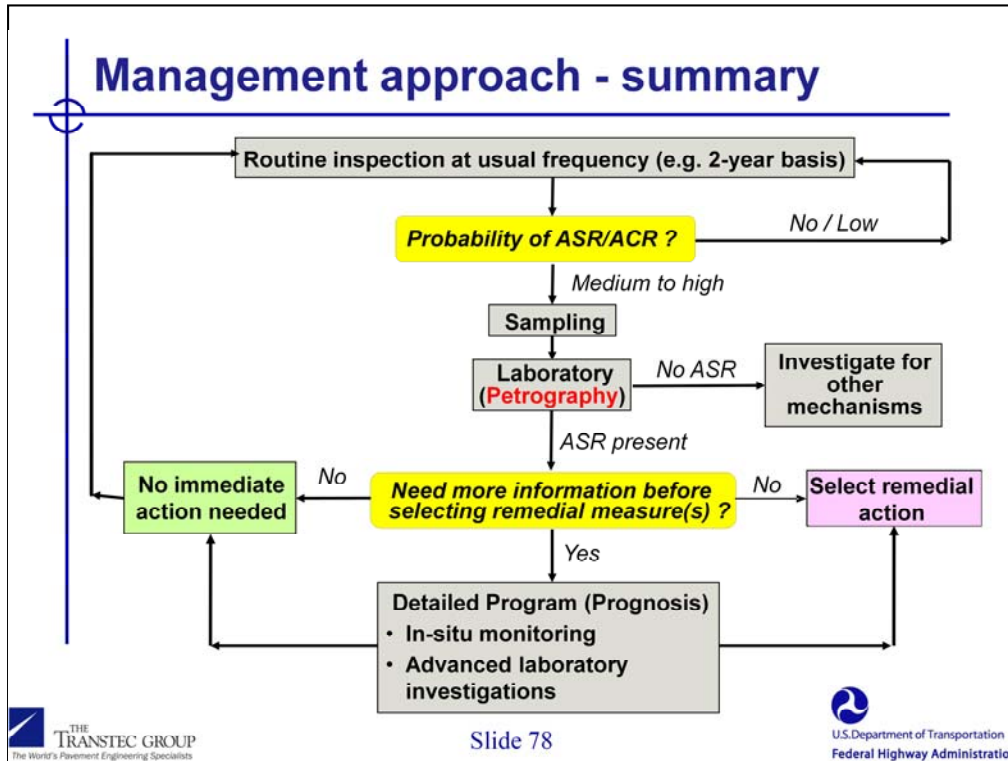 Management approach - summary
Routine inspection at usual frequency (e.g. 2-year basis)
Probability of ASR/ACR ?
No / Low
Medium to high
Sampling
Laboratory
(Petrography)
No ASR
Investigate for
other
mechanisms
ASR present
No immediate
action needed
No
Need more information before
selecting remedial measure(s) ?
No
Select remedial
action
Yes
Detailed Program (Prognosis)
• In-situ monitoring
• Advanced laboratory
investigations
THE
TRANSTEC GROUP
The World's Pavement Engineering Specialists
Slide 78
U.S.Department of Transportation
Federal Highway Administratio